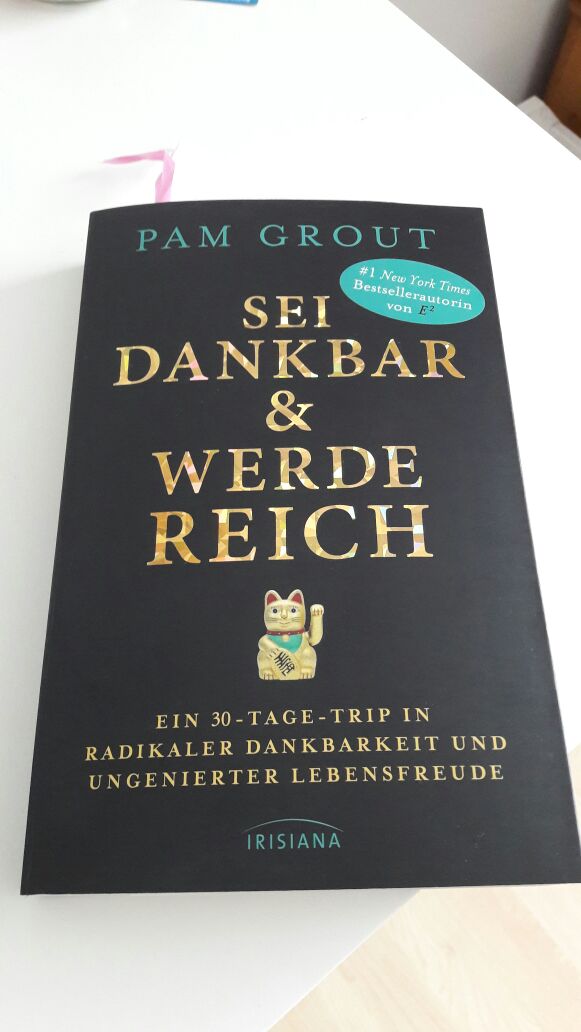 PAM GROUT
#1 New York Times
Bestsellerautorin
von E²
SEI
DANKBAR
&
WERDE
REICH
EIN 30-TAGE-TRIP IN
RADIKALER DANKBARKEIT UND
UNGENIERTER LEBENSFREUDE
IRISIANA